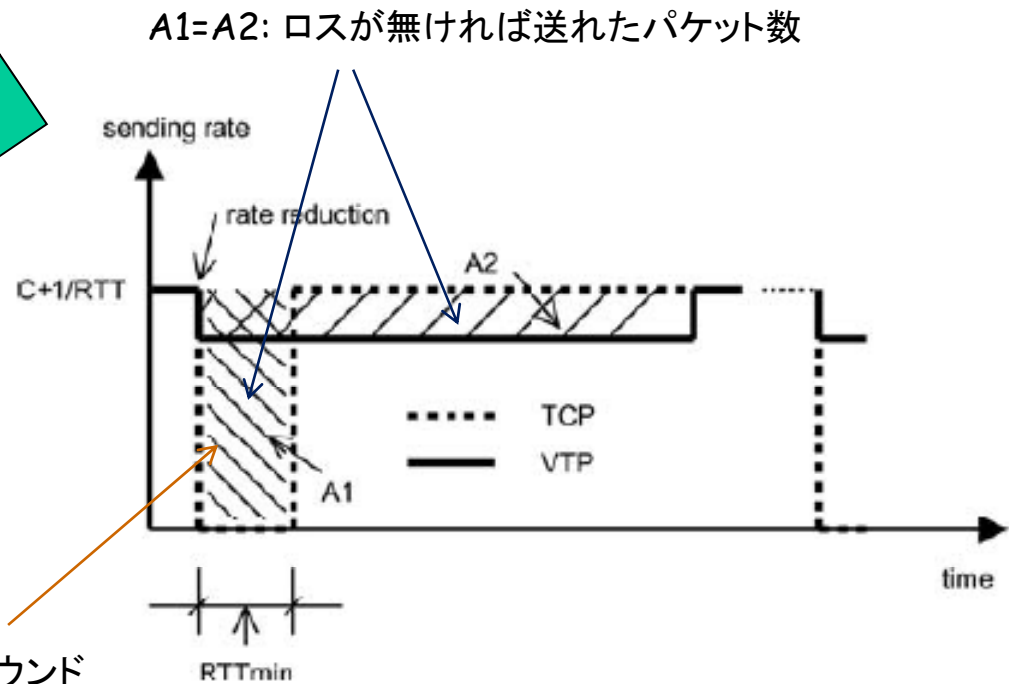 A1=A2: ロスが無ければ送れたパケット数
sending rate
rate reduction
C+1/RTT
A2
TCP
VTP
A1
time
RTTmin
ウンド